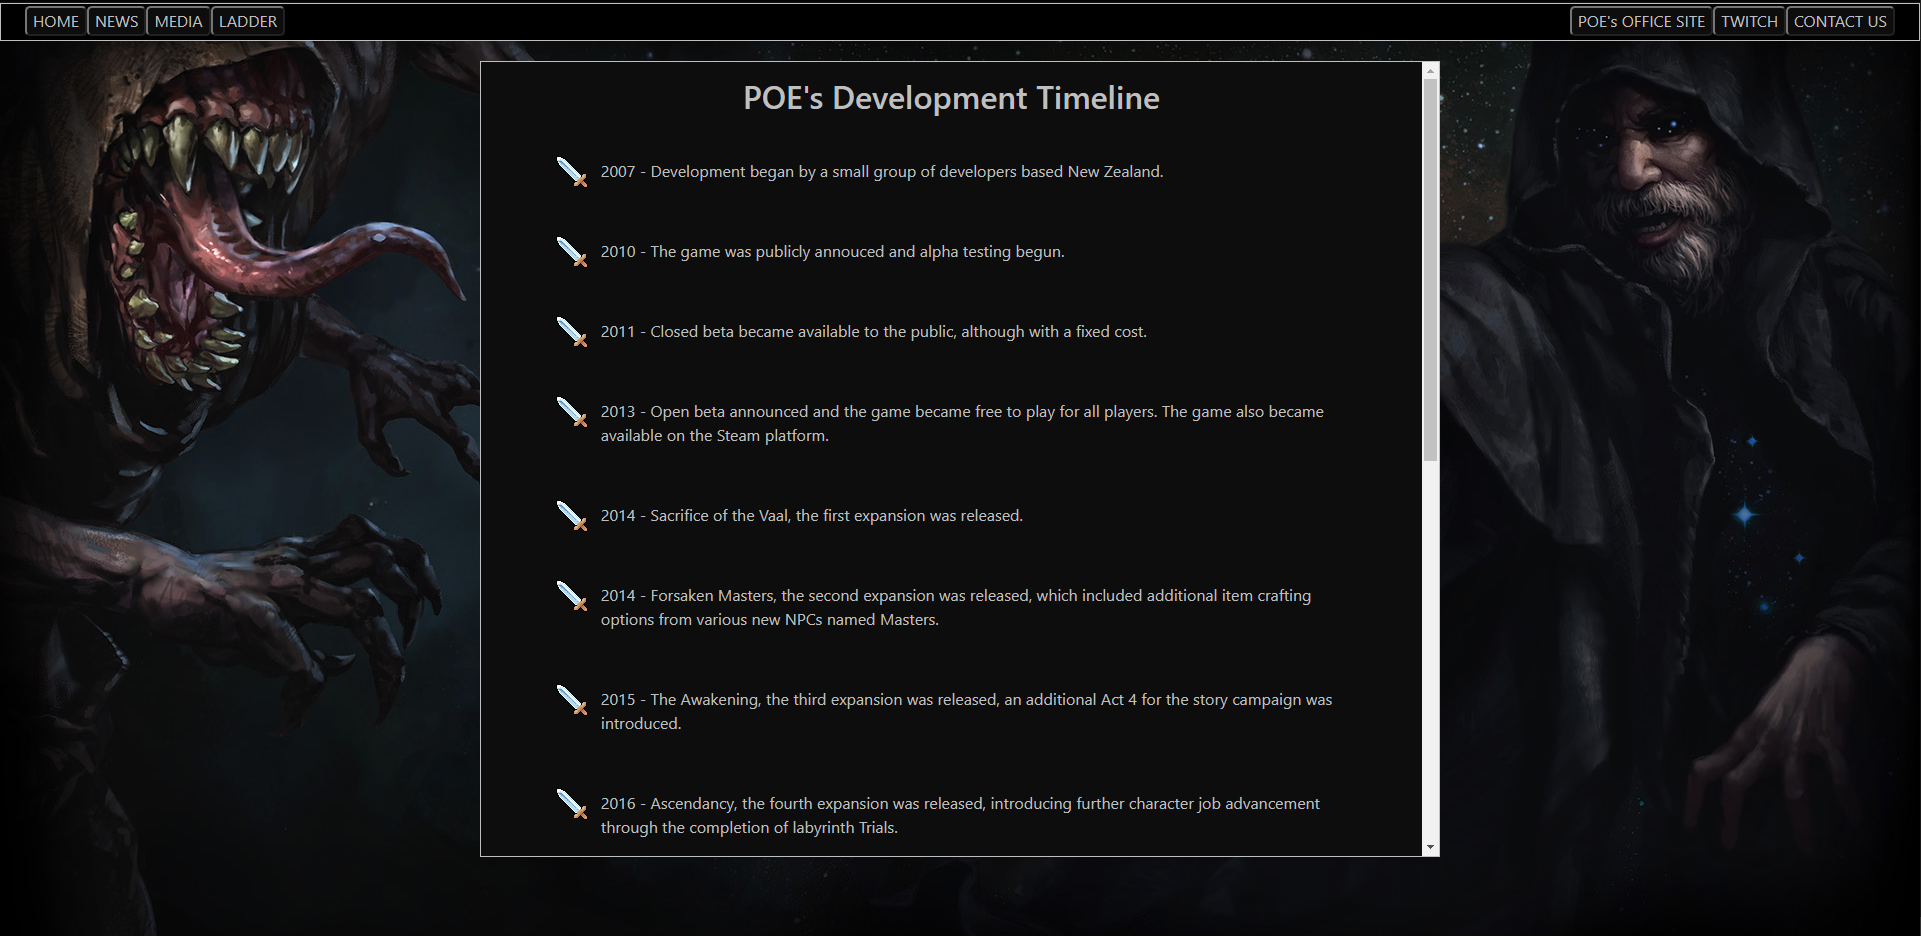 HOME NEWS MEDIA LADDER POE's OFFICE SITE TWITCH CONTACT US
POE's Development Timeline
2007 - Development began by a small group of developers based New Zealand.
2010 - The game was publicly annouced and alpha testing begun.
2011 - Closed beta became available to the public, although with a fixed cost.
2013 - Open beta announced and the game became free to play for all players. The game also became
available on the Steam platform.
2014 - Sacrifice of the Vaal, the first expansion was released.
2014 - Forsaken Masters, the second expansion was released, which included additional item crafting
options from various new NPCs named Masters.
2015 - The Awakening, the third expansion was released, an additional Act 4 for the story campaign was
introduced.
2016 - Ascendancy, the fourth expansion was released, introducing further character job advancement
through the completion of labyrinth Trials.